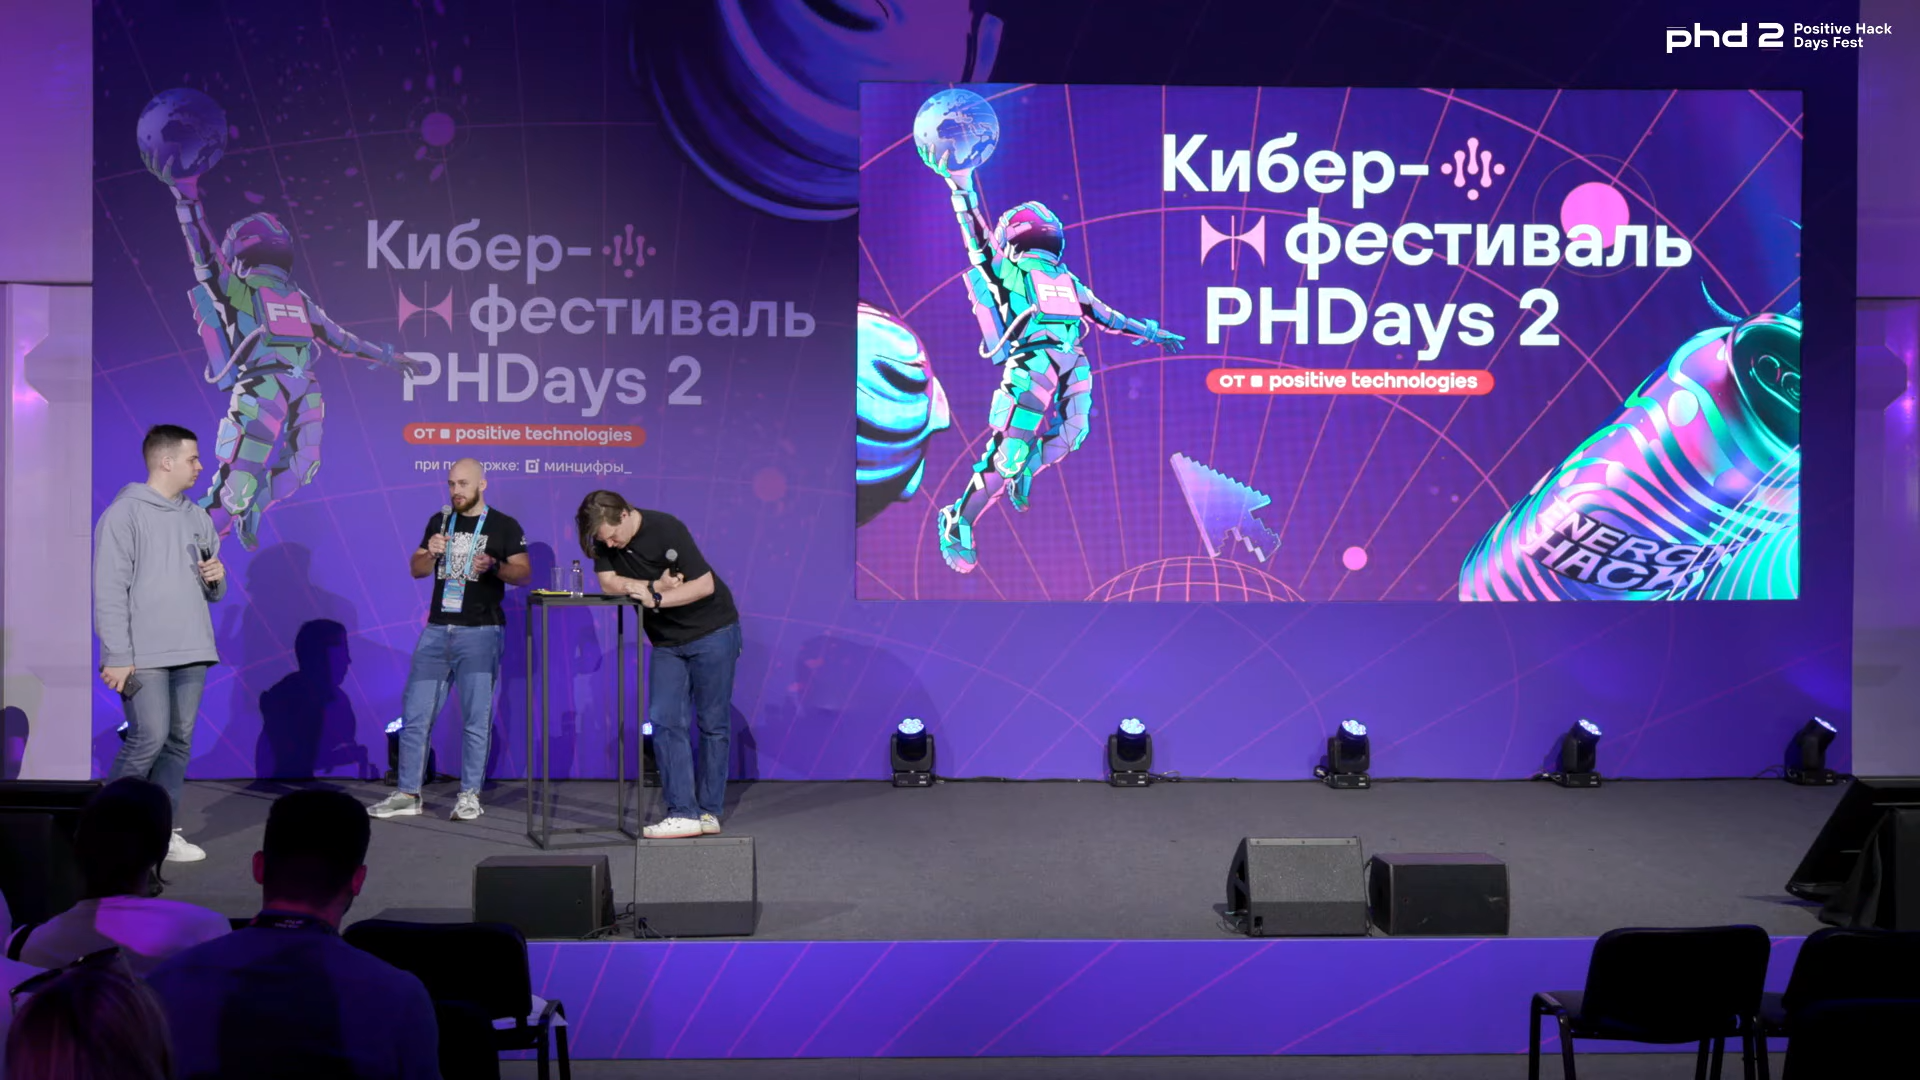 phd 2 Positive Hack
Days Fest
Кибер-
фестиваль
PHDays 2
от positive technologies
при по ржке: минцифры_
Кибер-
фестиваль
PHDays 2
от positive technologies
ENERGY
HACK